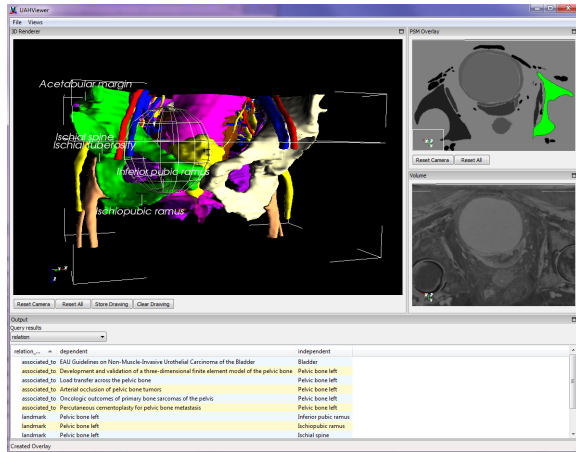 UAHViewer
File Views
3D Renderer
Acetabular margin
Ischial spine
Ischial tuberosity
Inferior pubic ramus
Ischiopubic ramus
Reset Camera Reset All Store Drawing Clear Drawing
PSM Overlay
Reset Camera Reset All
Volume
Output
Query results
relation
relation_... dependent independent
associated_to EAU Guidelines on Non-Muscle-Invasive Urothelial Carcinoma of the Bladder Bladder
associated_to Development and validation of a three-dimensional finite element model of the pelvic bone Pelvic bone left
associated_to Load transfer across the pelvic bone Pelvic bone left
associated_to Arterial occlusion of pelvic bone tumors Pelvic bone left
associated_to Oncologic outcomes of primary bone sarcomas of the pelvis Pelvic bone left
associated_to Percutaneous cementoplasty for pelvic bone metastasis Pelvic bone left
landmark Pelvic bone left Inferior pubic ramus
landmark Pelvic bone left Ischiopubic ramus
landmark Pelvic bone left Ischial spine
Created Overlay